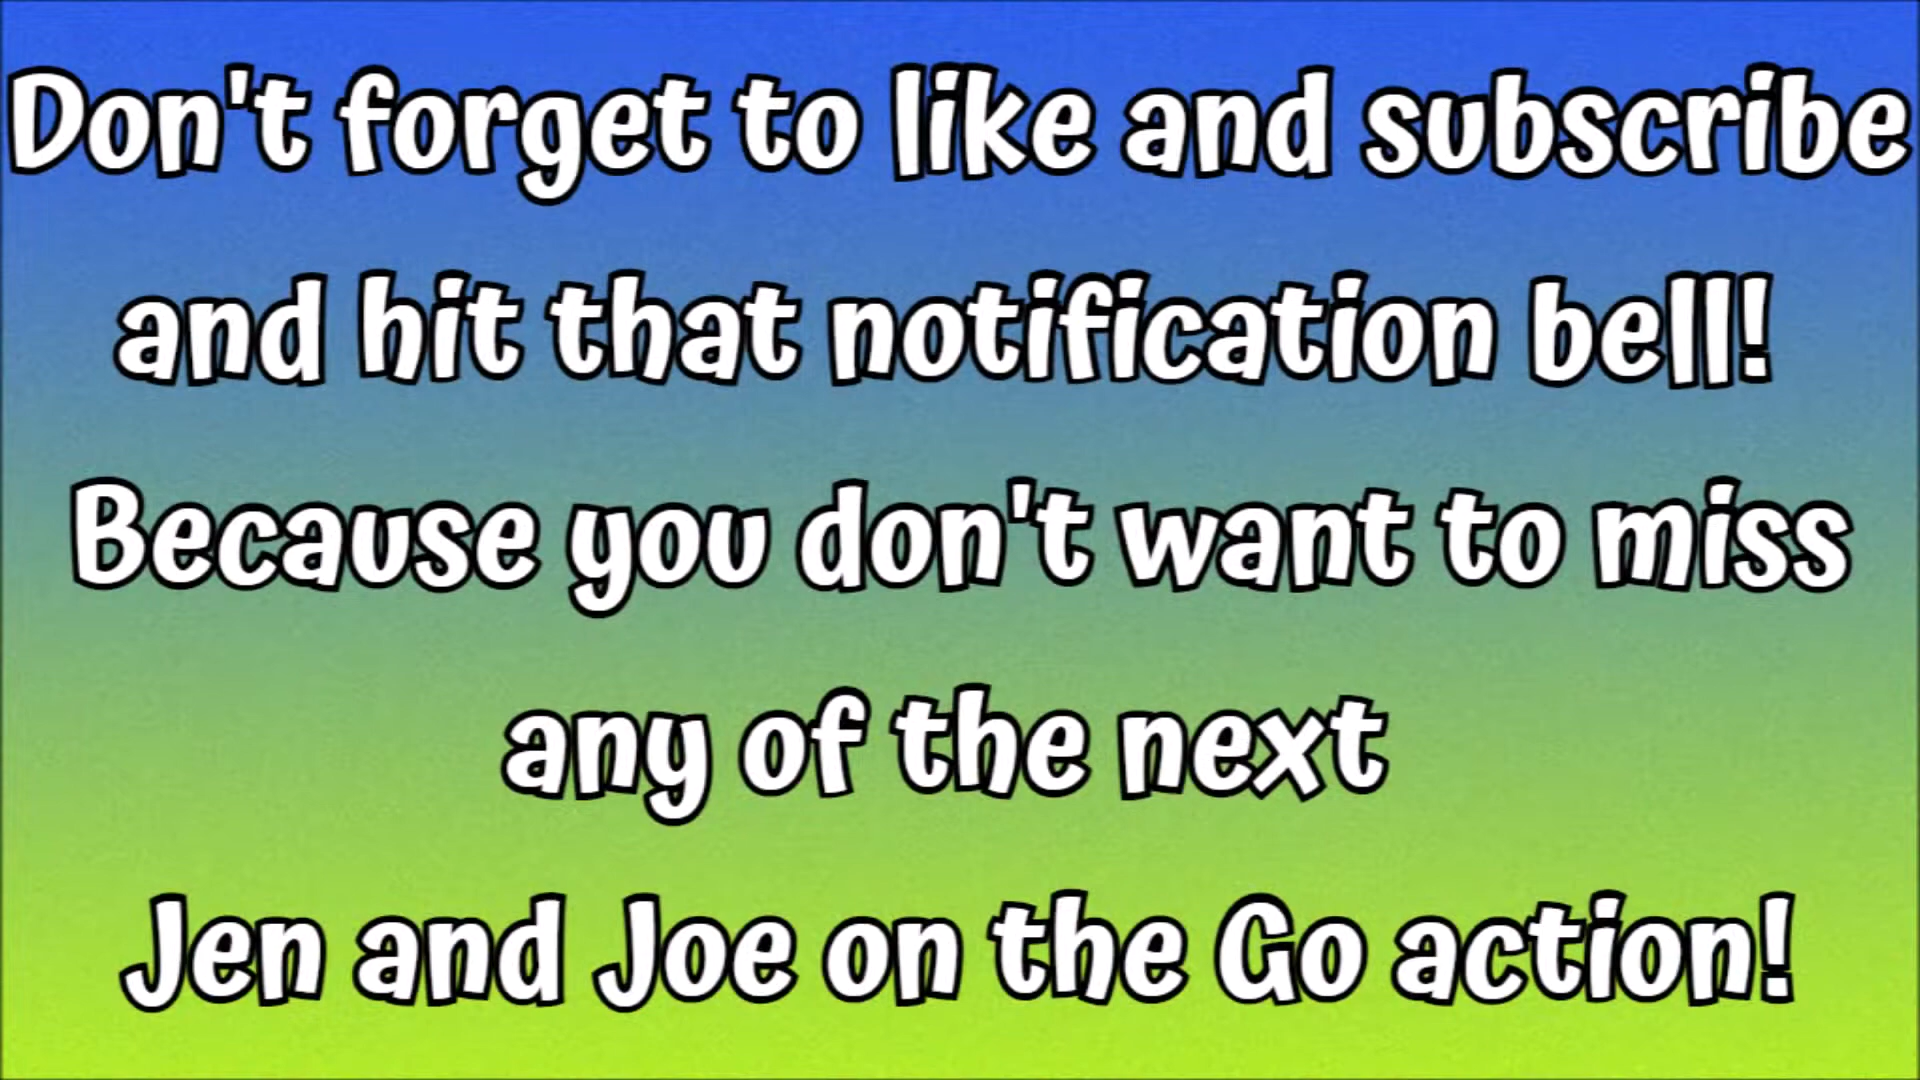 Don't forget to like and subscribe
and hit that notification bell!
Because you don't want to miss
any of the next
Jen and Joe on the Go action!